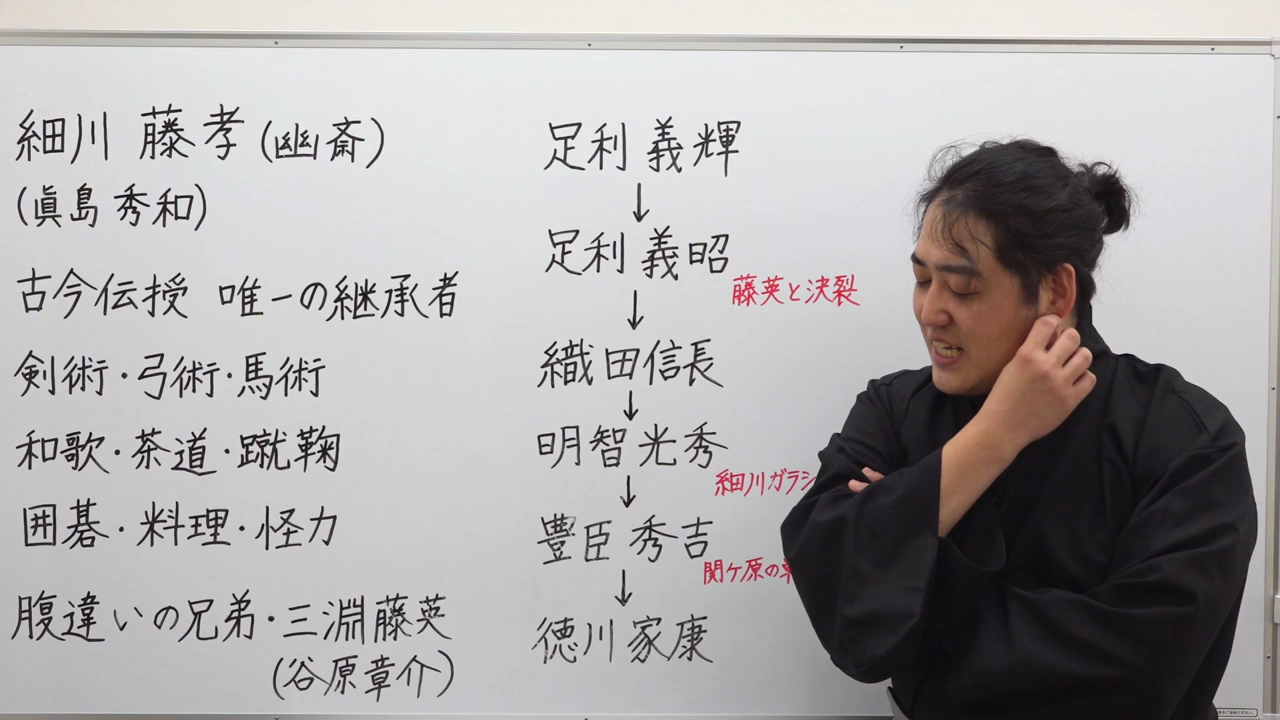 細川 藤孝(幽斎)
(眞島 秀和)
古今伝授 唯一の継承者
剣術・弓術・馬術
和歌・茶道・蹴鞠
囲碁・料理・怪力
腹違いの兄弟・三淵藤英
(谷原章介)
足利 義輝
↓
足利 義昭
藤英と決裂
↓
織田信長
↓
明智光秀
細川ガラシ
↓
豊臣 秀吉
関ケ原の
↓
徳川家康